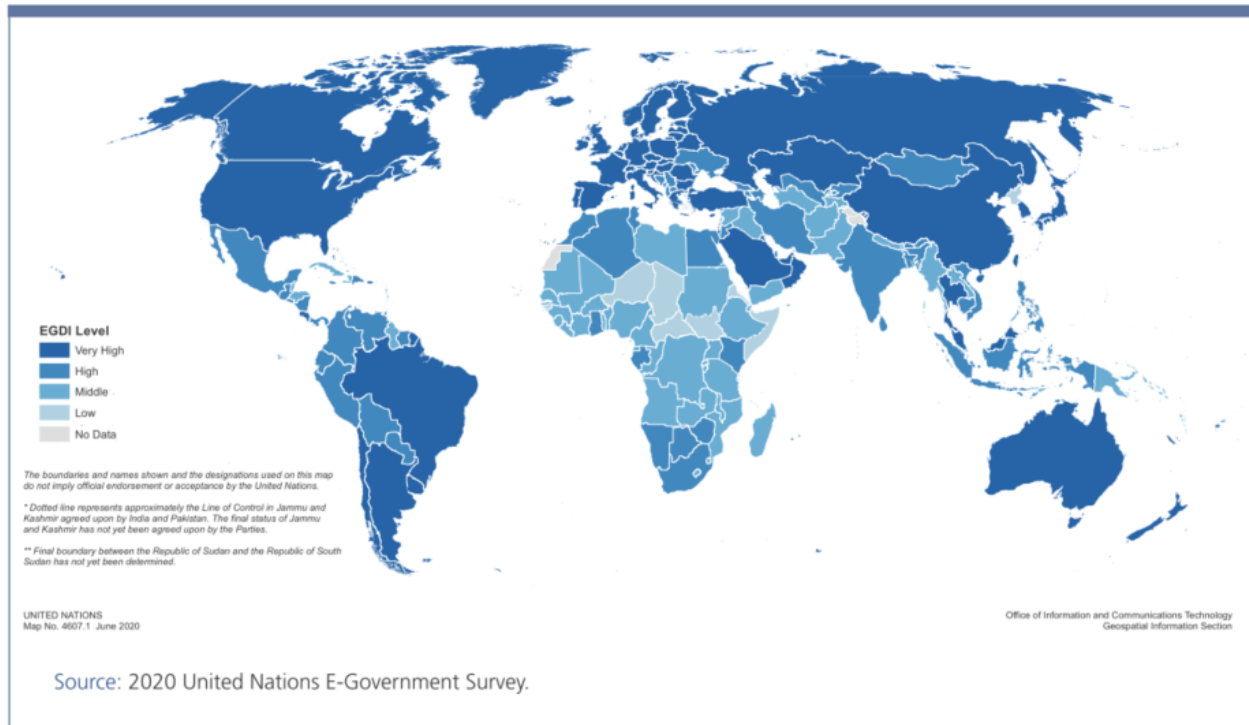 EGDI Level
Very High
High
Middle
Low
No Data
The boundaries and names shown and the designations used on this map
do not imply official endorsement or acceptance by the United Nations.
* Dotted line represents approximately the Line of Control in Jammu and
Kashmir agreed upon by India and Pakistan. The final status of Jammu
and Kashmir has not yet been agreed upon by the Parties.
** Final boundary between the Republic of Sudan and the Republic of South
Sudan has not yet been determined.
UNITED NATIONS
Map No. 4607.1 June 2020
Office of Information and Communications Technology
Geospatial Information Section
Source: 2020 United Nations E-Government Survey.